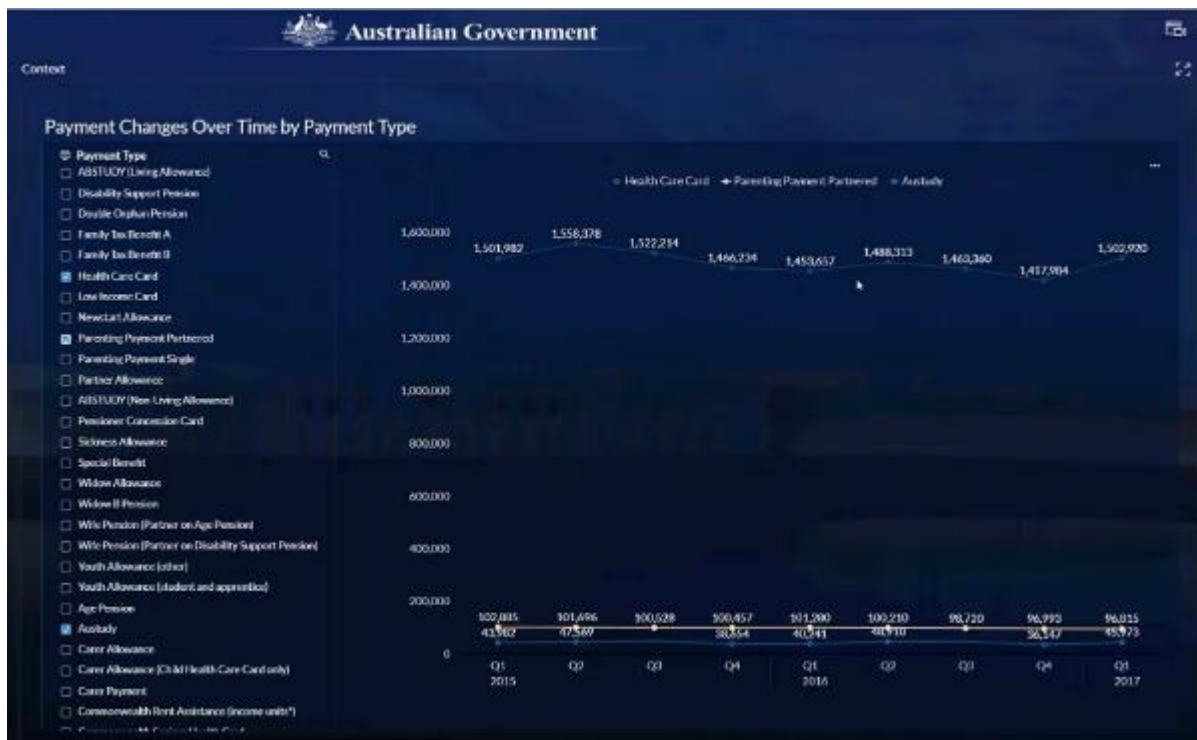 Australian Government
Context
Payment Changes Over Time by Payment Type
Payment Type
ABSTUDY (Living Allowance)
Disability Support Pension
Double Orphan Pension
Family Tax Benefit A
Family Tax Benefit B
Health Care Card
Low Income Card
Newstart Allowance
Parenting Payment Partnered
Parenting Payment Single
Partner Allowance
ABSTUDY (Non-Living Allowance)
Pensioner Concession Card
Sickness Allowance
Special Benefit
Widow Allowance
Widow B Pension
Wife Pension (Partner on Age Pension)
Wife Pension (Partner on Disability Support Pension)
Youth Allowance (other)
Youth Allowance (student and apprentice)
Age Pension
Austudy
Carer Allowance
Carer Allowance (Child Health Care Card only)
Carer Payment
Commonwealth Rent Assistance (income units*)
Health Care Card Parenting Payment Partnered Austudy
1,600,000
1,400,000
1,200,000
1,000,000
800,000
600,000
400,000
200,000
0
1,501,982 1,558,378 1,522,214 1,466,234 1,453,657 1,488,313 1,463,360 1,417,984 1,502,920
102,885 101,696 100,528 100,457 101,280 100,210 98,720 96,993 96,815
Q1 Q2 Q3 Q4 Q1 Q2 Q3 Q4 Q1
2015 2016 2017